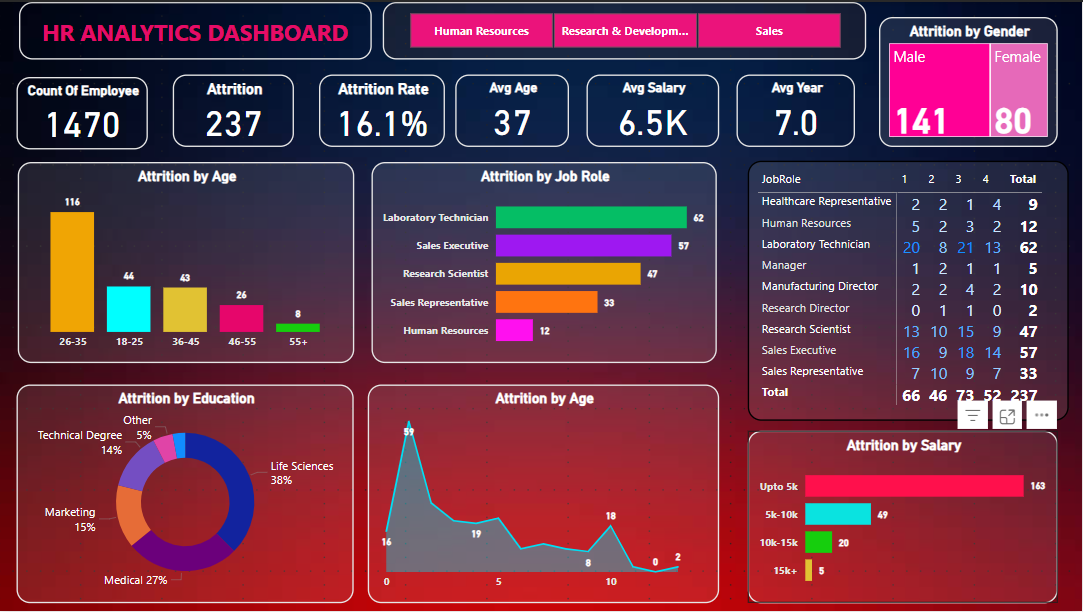 HR ANALYTICS DASHBOARD
Human Resources
Research & Developm...
Sales
Attrition by Gender
Male
Female
141
80
Count Of Employee
1470
Attrition
237
Attrition Rate
16.1%
Avg Age
37
Avg Salary
6.5K
Avg Year
7.0
Attrition by Age
116
44
43
26
8
26-35 18-25 36-45 46-55 55+
Attrition by Job Role
Laboratory Technician 62
Sales Executive 57
Research Scientist 47
Sales Representative 33
Human Resources 12
JobRole 1 2 3 4 Total
Healthcare Representative 2 2 1 4 9
Human Resources 5 2 3 2 12
Laboratory Technician 20 8 21 13 62
Manager 1 2 1 1 5
Manufacturing Director 2 2 4 2 10
Research Director 0 1 1 0 2
Research Scientist 13 10 15 9 47
Sales Executive 16 9 18 14 57
Sales Representative 7 10 9 7 33
Total 66 46 73 52 237
Attrition by Education
Other
5%
Technical Degree
14%
Life Sciences
38%
Marketing
15%
Medical 27%
Attrition by Age
59
16
19
8
18
0
2
0 5 10
Attrition by Salary
Upto 5k 163
5k-10k 49
10k-15k 20
15k+ 5